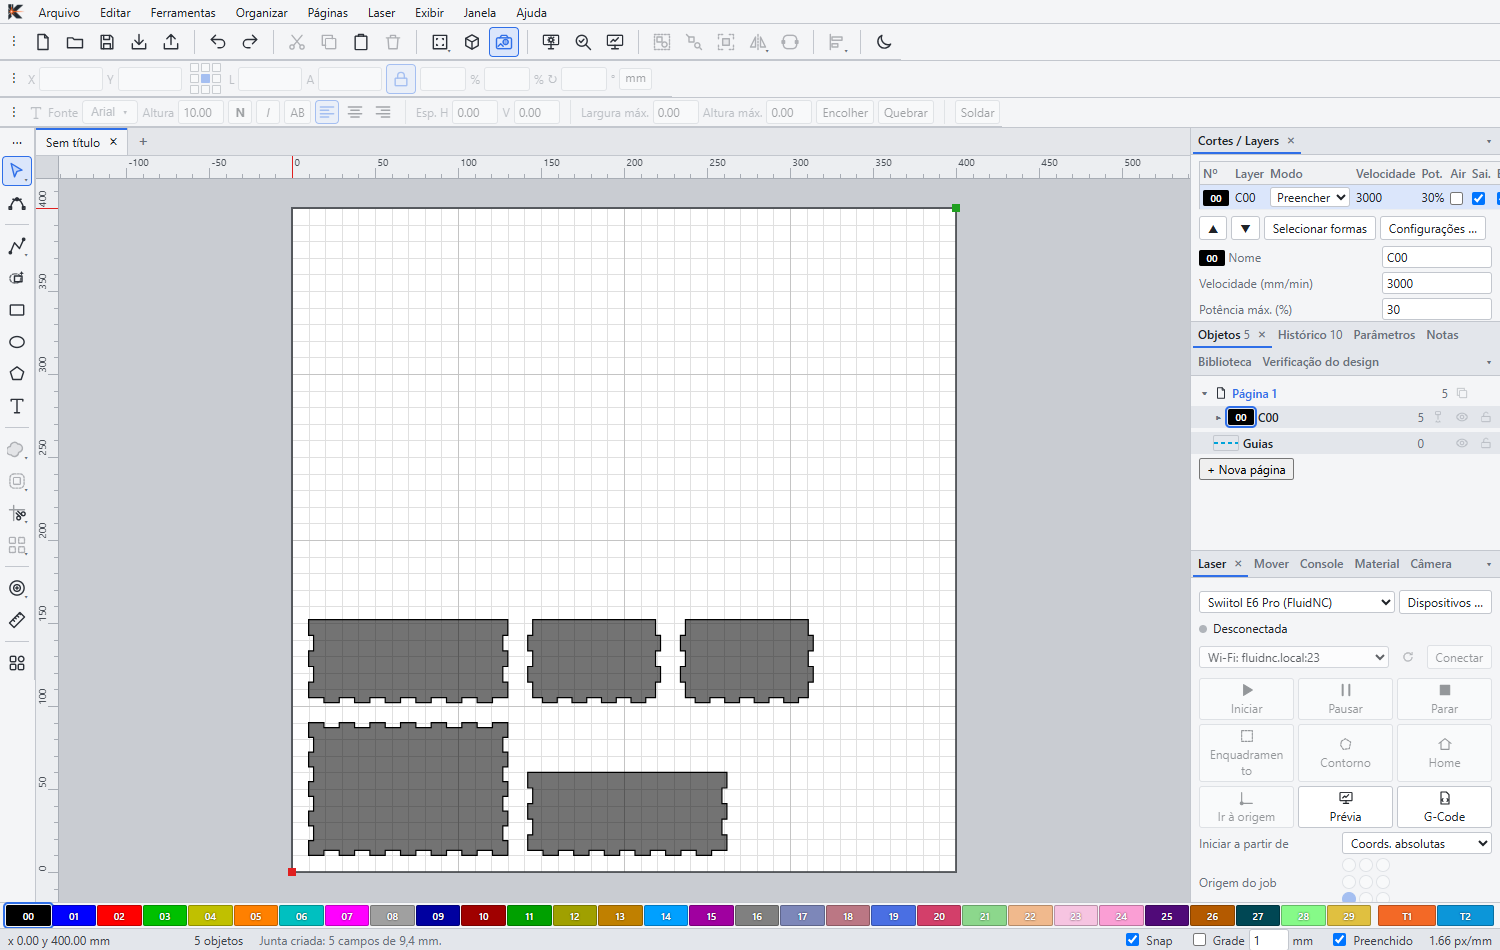 Arquivo Editar Ferramentas Organizar Páginas Laser Exibir Janela Ajuda
X Y L A % % ° mm
Fonte Arial Altura 10.00 N I AB Esp. H 0.00 V 0.00 Largura máx. 0.00 Altura máx. 0.00 Encolher Quebrar Soldar
Sem título × +
-100 -50 0 50 100 150 200 250 300 350 400 450 500
400
350
300
250
200
150
100
50
0
Cortes / Layers ×
Nº Layer Modo Velocidade Pot. Air Sai.
00 C00 Preencher 3000 30%
▲ ▼ Selecionar formas Configurações ...
00 Nome C00
Velocidade (mm/min) 3000
Potência máx. (%) 30
Objetos 5 × Histórico 10 Parâmetros Notas
Biblioteca Verificação do design
Página 1 5
00 C00 5
Guias 0
+ Nova página
Laser × Mover Console Material Câmera
Swiitol E6 Pro (FluidNC) Dispositivos ...
Desconectada
Wi-Fi: fluidnc.local:23 Conectar
Iniciar Pausar Parar
Enquadramento Contorno Home
Ir à origem Prévia G-Code
Iniciar a partir de Coords. absolutas
Origem do job
00 01 02 03 04 05 06 07 08 09 10 11 12 13 14 15 16 17 18 19 20 21 22 23 24 25 26 27 28 29 T1 T2
x 0.00 y 400.00 mm 5 objetos Junta criada: 5 campos de 9,4 mm. Snap Grade 1 mm Preenchido 1.66 px/mm